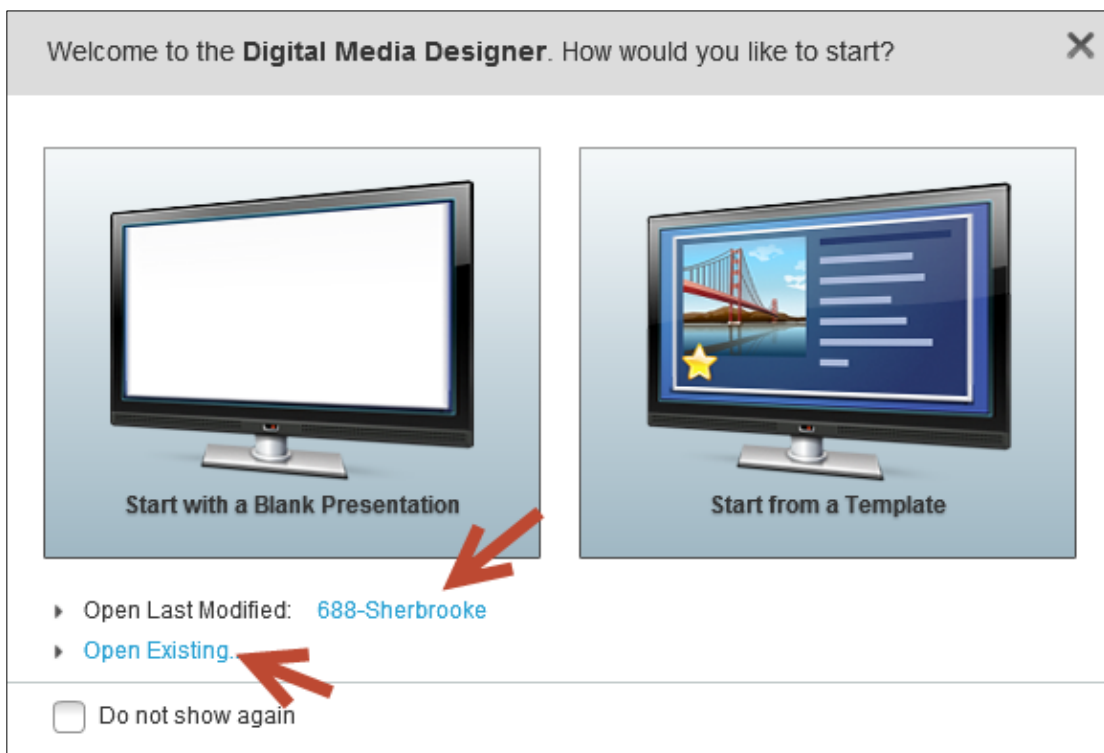 Welcome to the Digital Media Designer. How would you like to start?
Start with a Blank Presentation
Start from a Template
Open Last Modified: 688-Sherbrooke
Open Existing..
Do not show again